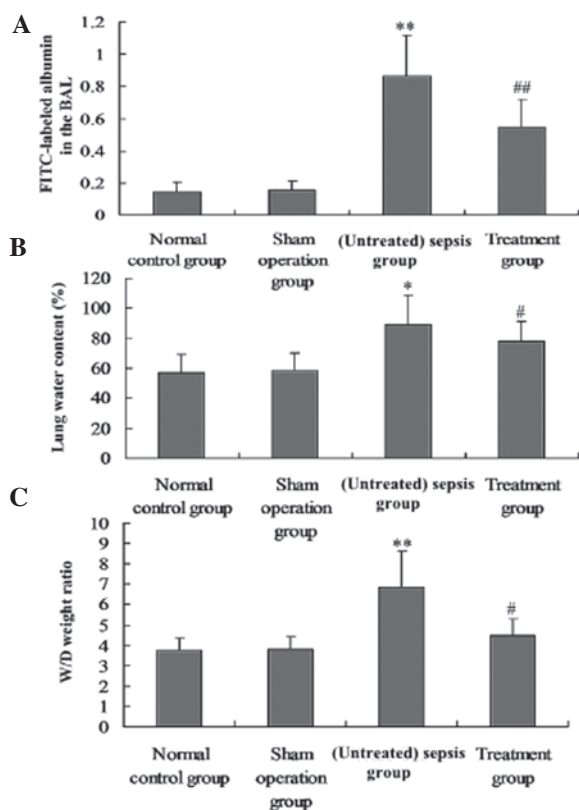 A
FITC-labeled albumin
in the BAL
1.2
1
0.8
0.6
0.4
0.2
0
**
##
Normal
control group
Sham
operation
group
(Untreated) sepsis
group
Treatment
group
B
Lung water content (%)
120
100
80
60
40
20
0
*
#
Normal
control group
Sham
operation
group
(Untreated) sepsis
group
Treatment
group
C
W/D weight ratio
10
9
8
7
6
5
4
3
2
1
0
**
#
Normal
control group
Sham
operation
group
(Untreated) sepsis
group
Treatment
group